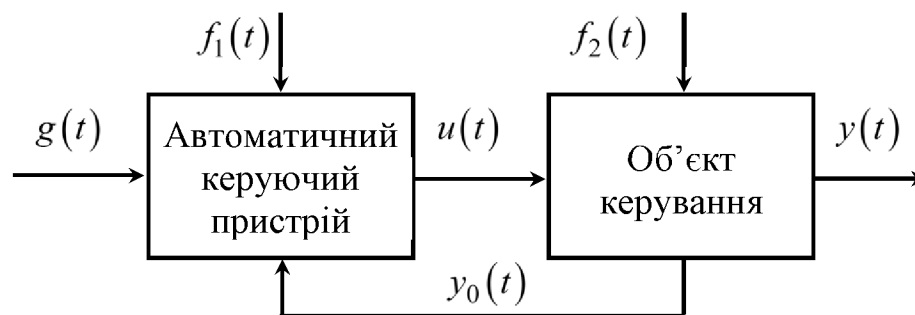 f₁(t)
f₂(t)
g(t)
Автоматичний
керуючий
пристрій
u(t)
Об’єкт
керування
y(t)
y₀(t)